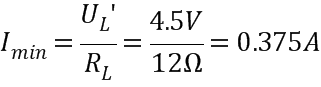 I_min = U_L' / R_L = 4.5V / 12Ω = 0.375A